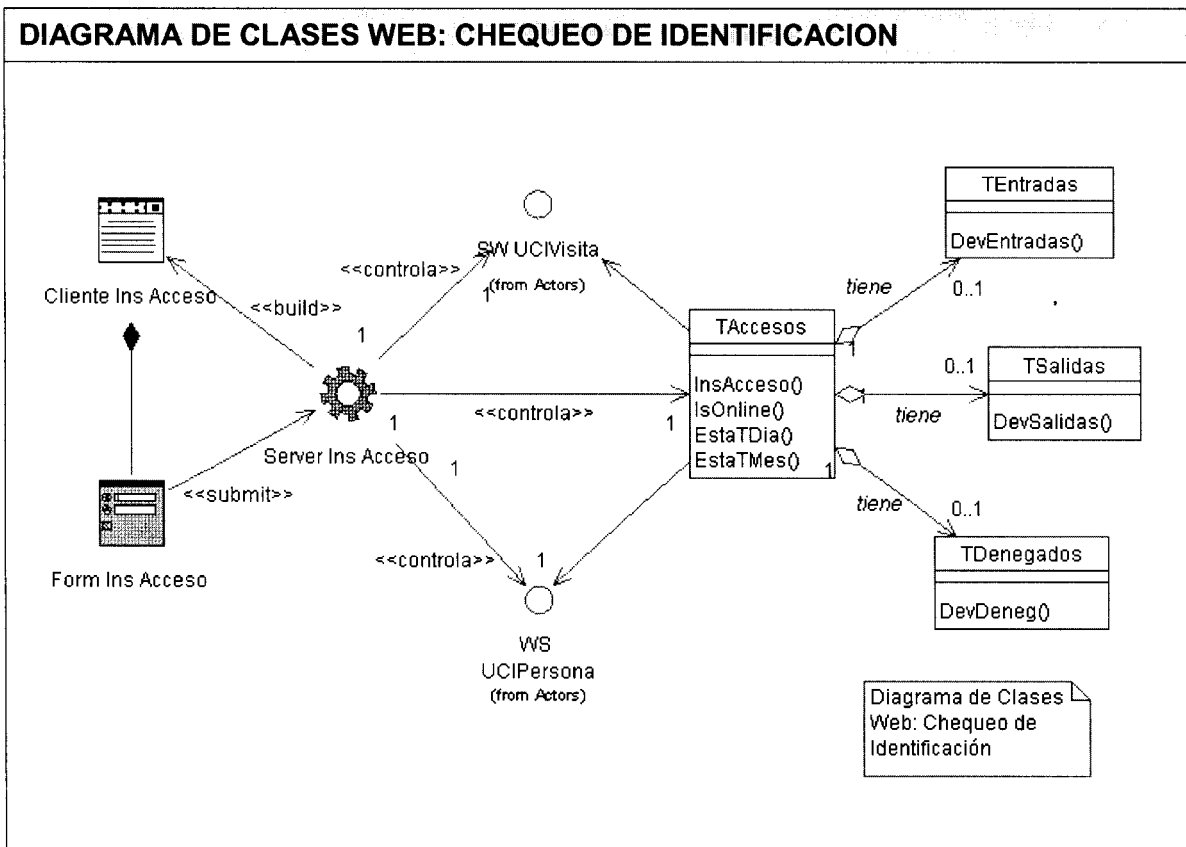 DIAGRAMA DE CLASES WEB: CHEQUEO DE IDENTIFICACION
Cliente Ins Acceso
<<build>>
<<submit>>
Form Ins Acceso
Server Ins Acceso
1
<<controla>>
1
SW UCIVisita
(from Actors)
1
<<controla>>
1
1
<<controla>>
1
WS
UCIPersona
(from Actors)
TAccesos
InsAcceso()
IsOnline()
EstaTDia()
EstaTMes()
1
tiene
0..1
TEntradas
DevEntradas()
1
tiene
0..1
TSalidas
DevSalidas()
1
tiene
0..1
TDenegados
DevDeneg()
Diagrama de Clases
Web: Chequeo de
Identificación